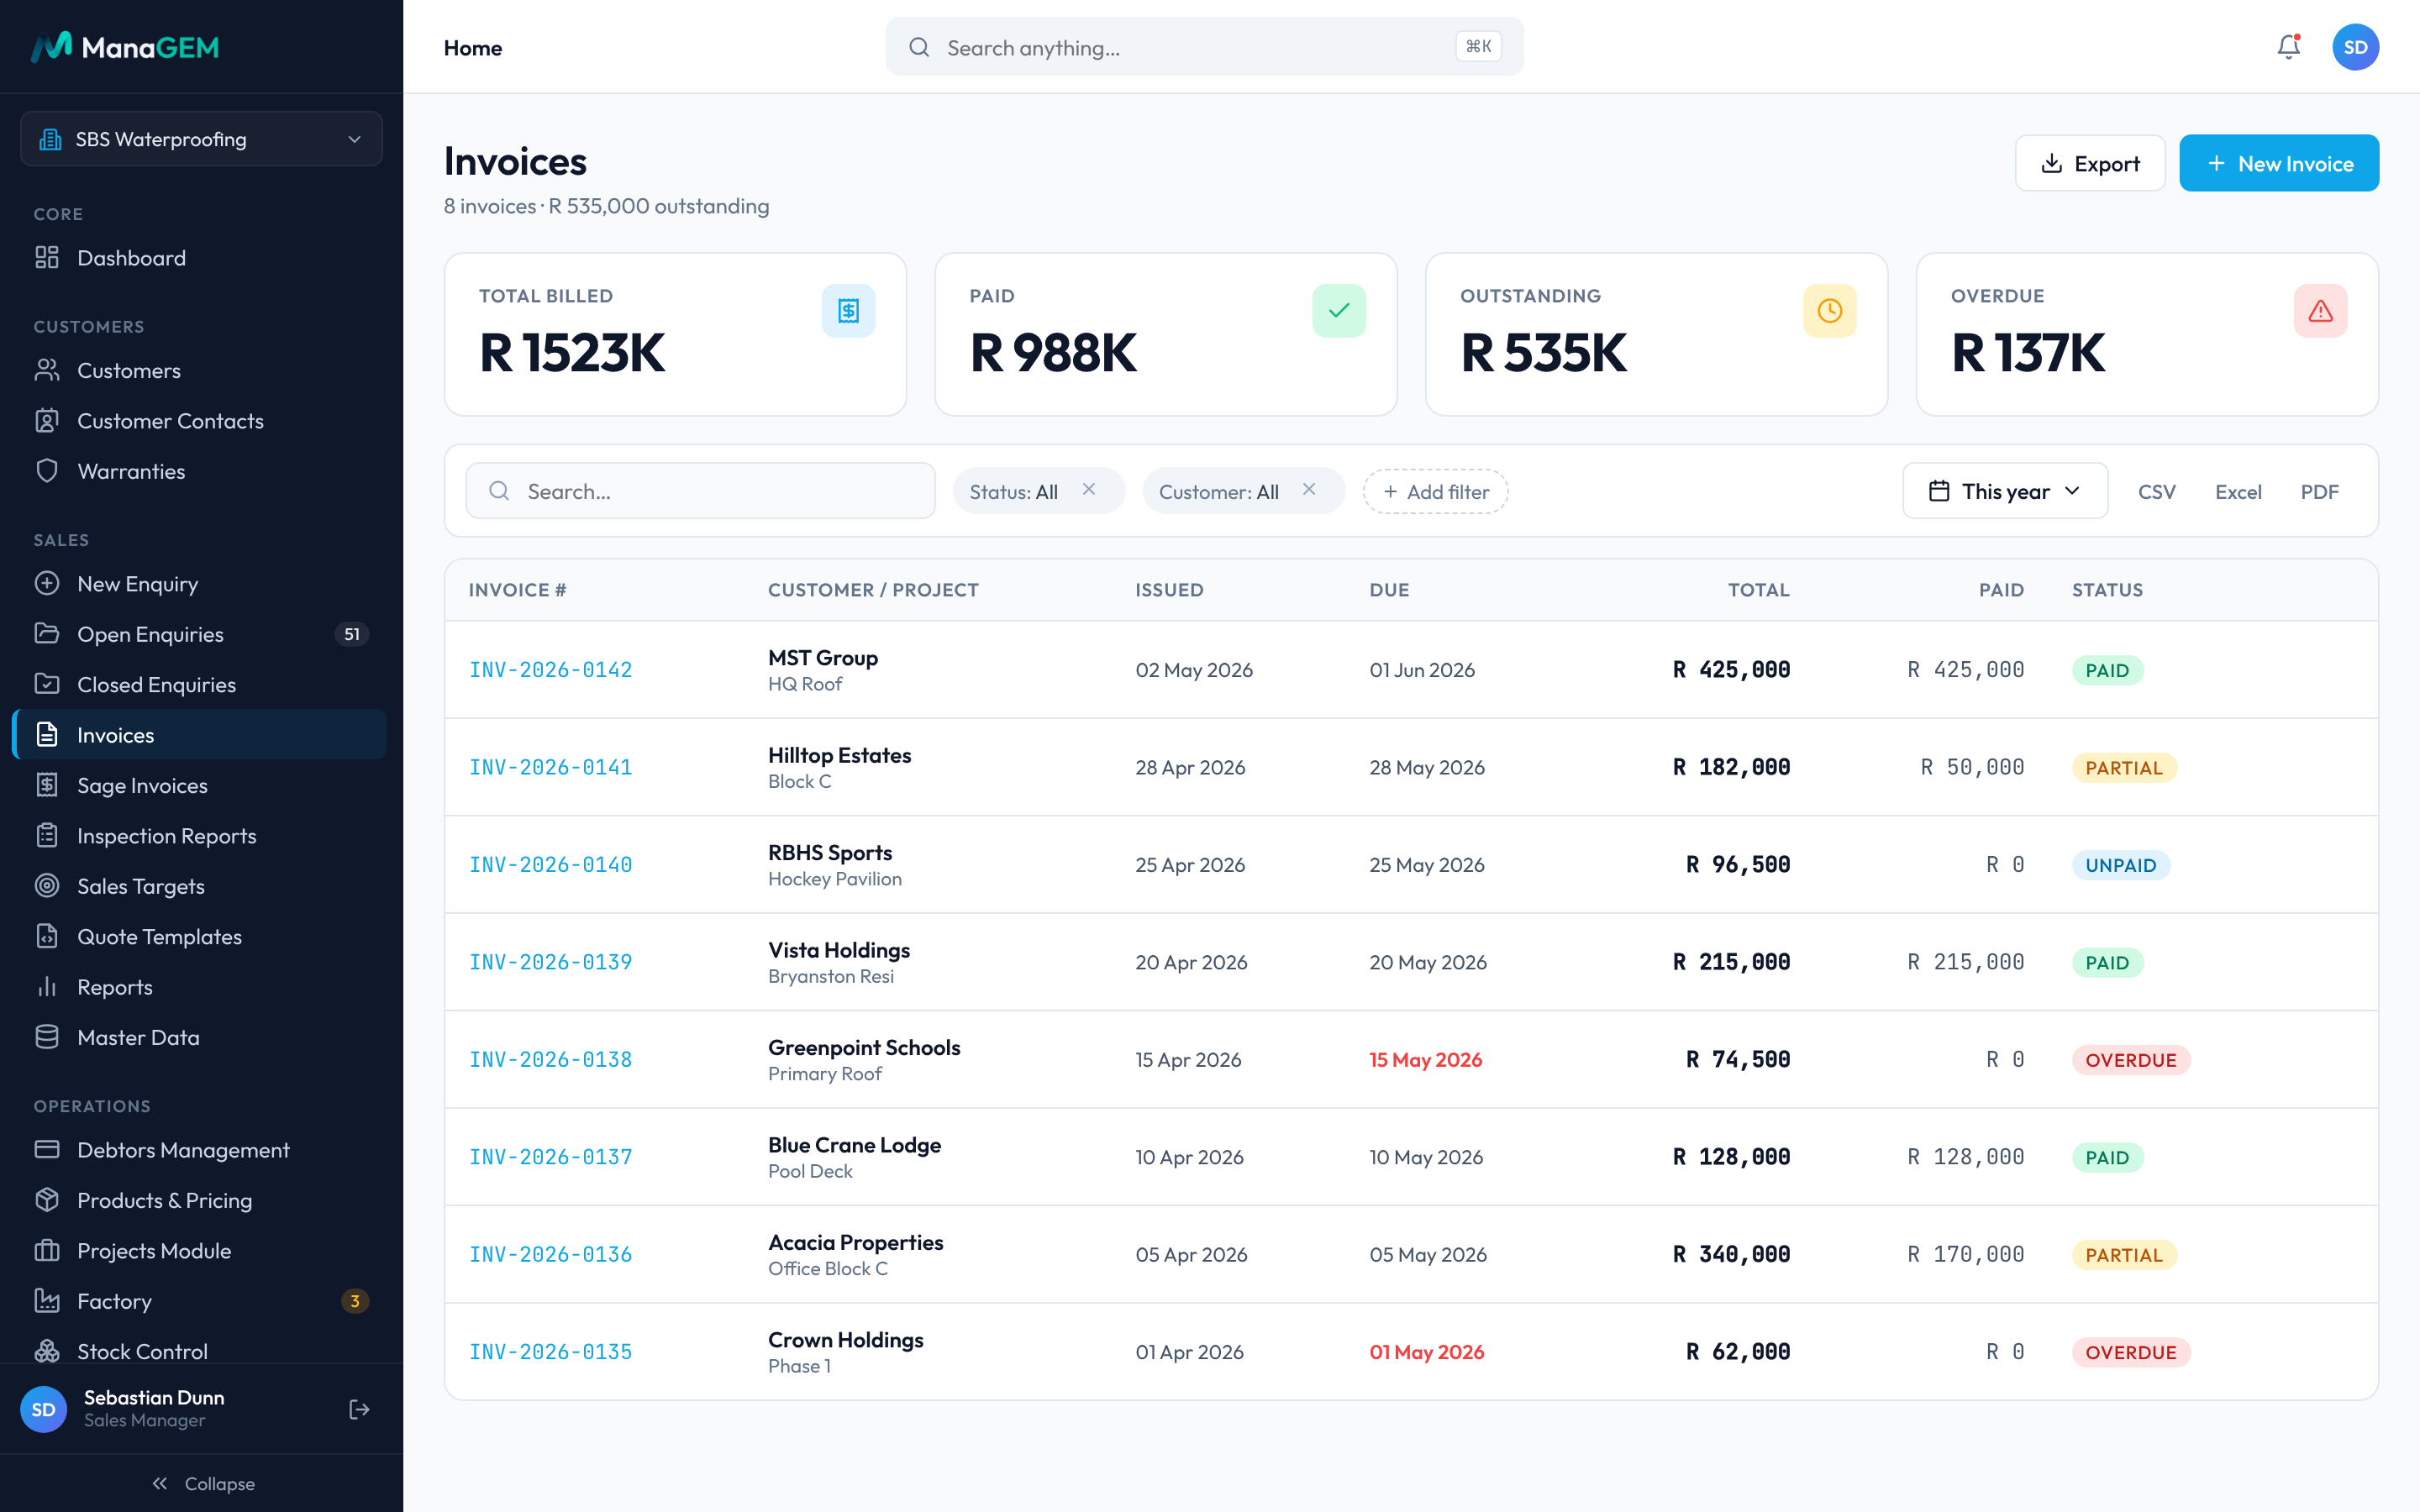 ManaGEM
SBS Waterproofing
CORE
Dashboard
CUSTOMERS
Customers
Customer Contacts
Warranties
SALES
New Enquiry
Open Enquiries 51
Closed Enquiries
Invoices
Sage Invoices
Inspection Reports
Sales Targets
Quote Templates
Reports
Master Data
OPERATIONS
Debtors Management
Products & Pricing
Projects Module
Factory 3
Stock Control
SD Sebastian Dunn
Sales Manager
Collapse
Home Search anything... ⌘K SD
Invoices
8 invoices · R 535,000 outstanding
Export + New Invoice
TOTAL BILLED
R 1523K
PAID
R 988K
OUTSTANDING
R 535K
OVERDUE
R 137K
Search... Status: All Customer: All + Add filter This year CSV Excel PDF
INVOICE # CUSTOMER / PROJECT ISSUED DUE TOTAL PAID STATUS
INV-2026-0142 MST Group 02 May 2026 01 Jun 2026 R 425,000 R 425,000 PAID
HQ Roof
INV-2026-0141 Hilltop Estates 28 Apr 2026 28 May 2026 R 182,000 R 50,000 PARTIAL
Block C
INV-2026-0140 RBHS Sports 25 Apr 2026 25 May 2026 R 96,500 R 0 UNPAID
Hockey Pavilion
INV-2026-0139 Vista Holdings 20 Apr 2026 20 May 2026 R 215,000 R 215,000 PAID
Bryanston Resi
INV-2026-0138 Greenpoint Schools 15 Apr 2026 15 May 2026 R 74,500 R 0 OVERDUE
Primary Roof
INV-2026-0137 Blue Crane Lodge 10 Apr 2026 10 May 2026 R 128,000 R 128,000 PAID
Pool Deck
INV-2026-0136 Acacia Properties 05 Apr 2026 05 May 2026 R 340,000 R 170,000 PARTIAL
Office Block C
INV-2026-0135 Crown Holdings 01 Apr 2026 01 May 2026 R 62,000 R 0 OVERDUE
Phase 1